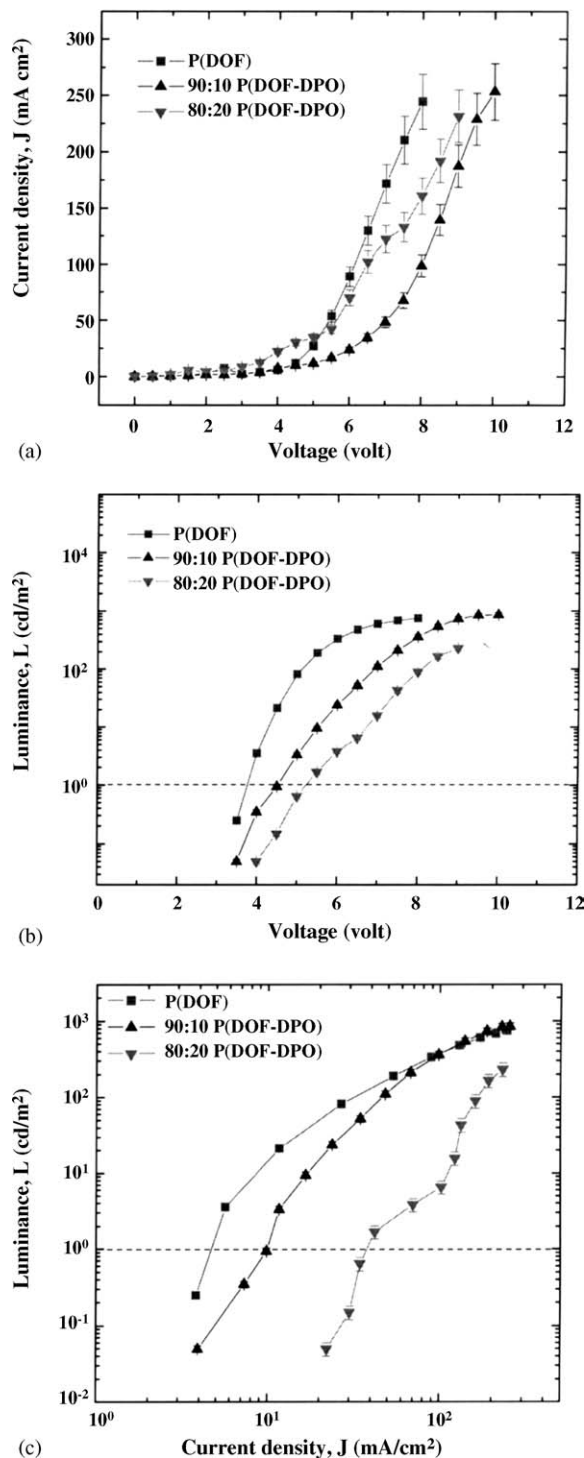 300
250
200
150
100
50
0
Current density, J (mA cm²)
P(DOF)
90:10 P(DOF-DPO)
80:20 P(DOF-DPO)
0 2 4 6 8 10 12
Voltage (volt)
(a)
10⁴
10²
10⁰
Luminance, L (cd/m²)
P(DOF)
90:10 P(DOF-DPO)
80:20 P(DOF-DPO)
0 2 4 6 8 10 12
Voltage (volt)
(b)
10³
10²
10¹
10⁰
10⁻¹
10⁻²
Luminance, L (cd/m²)
P(DOF)
90:10 P(DOF-DPO)
80:20 P(DOF-DPO)
10⁰ 10¹ 10²
Current density, J (mA/cm²)
(c)